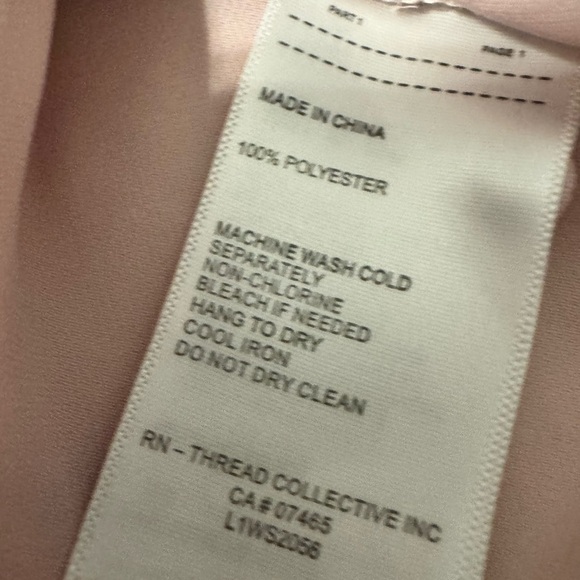 PART 1
PAGE 1
MADE IN CHINA
100% POLYESTER
MACHINE WASH COLD
SEPARATELY
NON-CHLORINE
BLEACH IF NEEDED
HANG TO DRY
COOL IRON
DO NOT DRY CLEAN
RN – THREAD COLLECTIVE INC
CA # 07465
L1WS2056